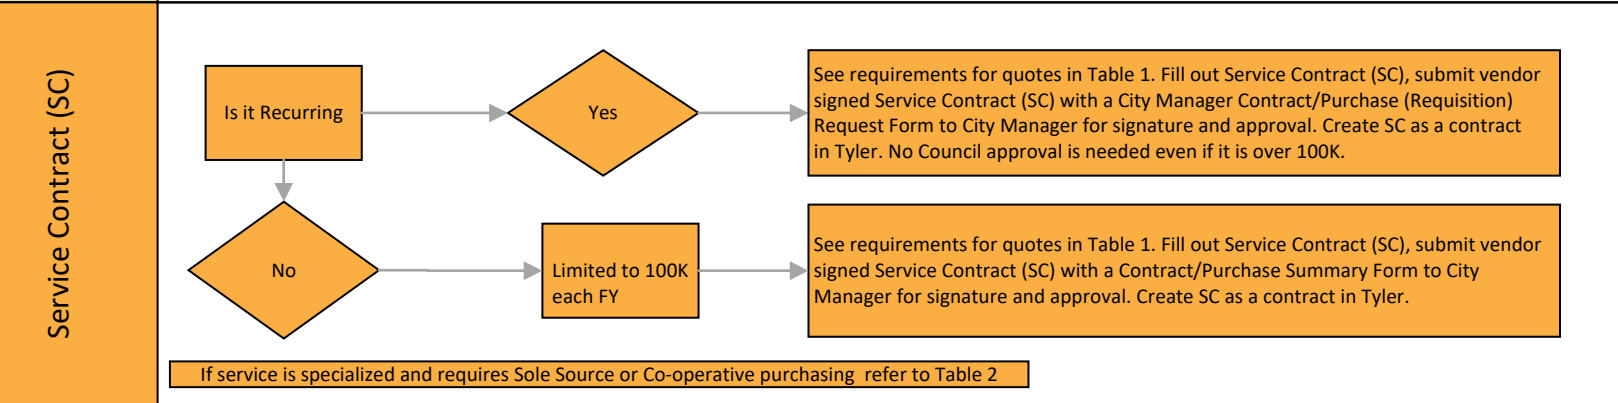 Service Contract (SC)
Is it Recurring
Yes
See requirements for quotes in Table 1. Fill out Service Contract (SC), submit vendor
signed Service Contract (SC) with a City Manager Contract/Purchase (Requisition)
Request Form to City Manager for signature and approval. Create SC as a contract
in Tyler. No Council approval is needed even if it is over 100K.
No
Limited to 100K
each FY
See requirements for quotes in Table 1. Fill out Service Contract (SC), submit vendor
signed Service Contract (SC) with a Contract/Purchase Summary Form to City
Manager for signature and approval. Create SC as a contract in Tyler.
If service is specialized and requires Sole Source or Co-operative purchasing  refer to Table 2